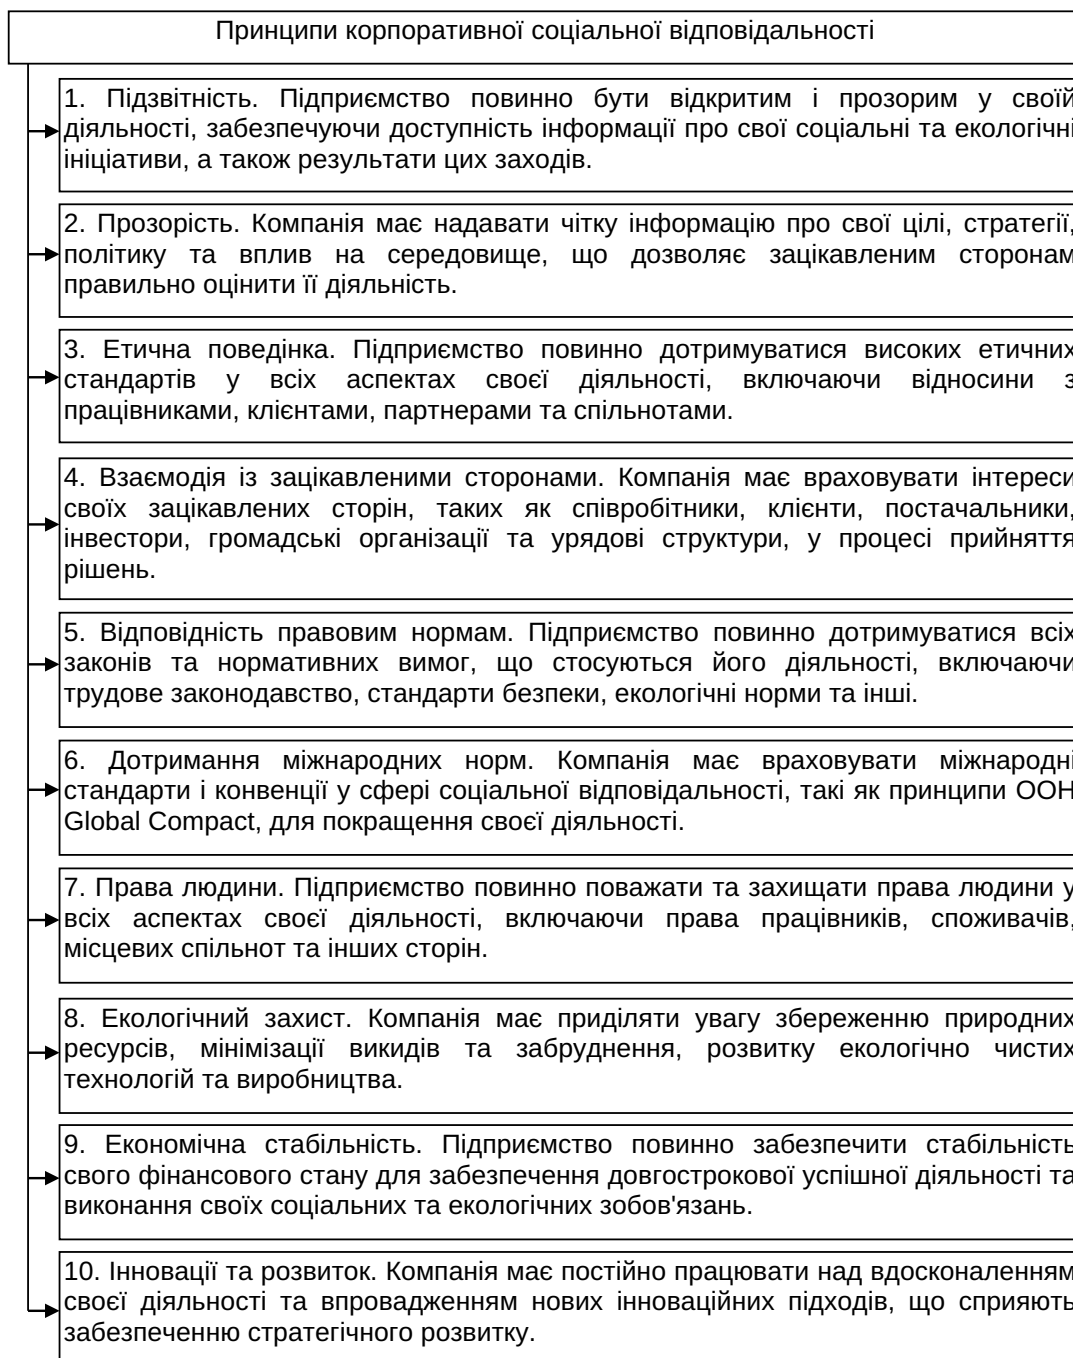 Принципи корпоративної соціальної відповідальності
1. Підзвітність. Підприємство повинно бути відкритим і прозорим у своїй
діяльності, забезпечуючи доступність інформації про свої соціальні та екологічні
ініціативи, а також результати цих заходів.
2. Прозорість. Компанія має надавати чітку інформацію про свої цілі, стратегії,
політику та вплив на середовище, що дозволяє зацікавленим сторонам
правильно оцінити її діяльність.
3. Етична поведінка. Підприємство повинно дотримуватися високих етичних
стандартів у всіх аспектах своєї діяльності, включаючи відносини з
працівниками, клієнтами, партнерами та спільнотами.
4. Взаємодія із зацікавленими сторонами. Компанія має враховувати інтереси
своїх зацікавлених сторін, таких як співробітники, клієнти, постачальники,
інвестори, громадські організації та урядові структури, у процесі прийняття
рішень.
5. Відповідність правовим нормам. Підприємство повинно дотримуватися всіх
законів та нормативних вимог, що стосуються його діяльності, включаючи
трудове законодавство, стандарти безпеки, екологічні норми та інші.
6. Дотримання міжнародних норм. Компанія має враховувати міжнародні
стандарти і конвенції у сфері соціальної відповідальності, такі як принципи ООН
Global Compact, для покращення своєї діяльності.
7. Права людини. Підприємство повинно поважати та захищати права людини у
всіх аспектах своєї діяльності, включаючи права працівників, споживачів,
місцевих спільнот та інших сторін.
8. Екологічний захист. Компанія має приділяти увагу збереженню природних
ресурсів, мінімізації викидів та забруднення, розвитку екологічно чистих
технологій та виробництва.
9. Економічна стабільність. Підприємство повинно забезпечити стабільність
свого фінансового стану для забезпечення довгострокової успішної діяльності та
виконання своїх соціальних та екологічних зобов'язань.
10. Інновації та розвиток. Компанія має постійно працювати над вдосконаленням
своєї діяльності та впровадженням нових інноваційних підходів, що сприяють
забезпеченню стратегічного розвитку.